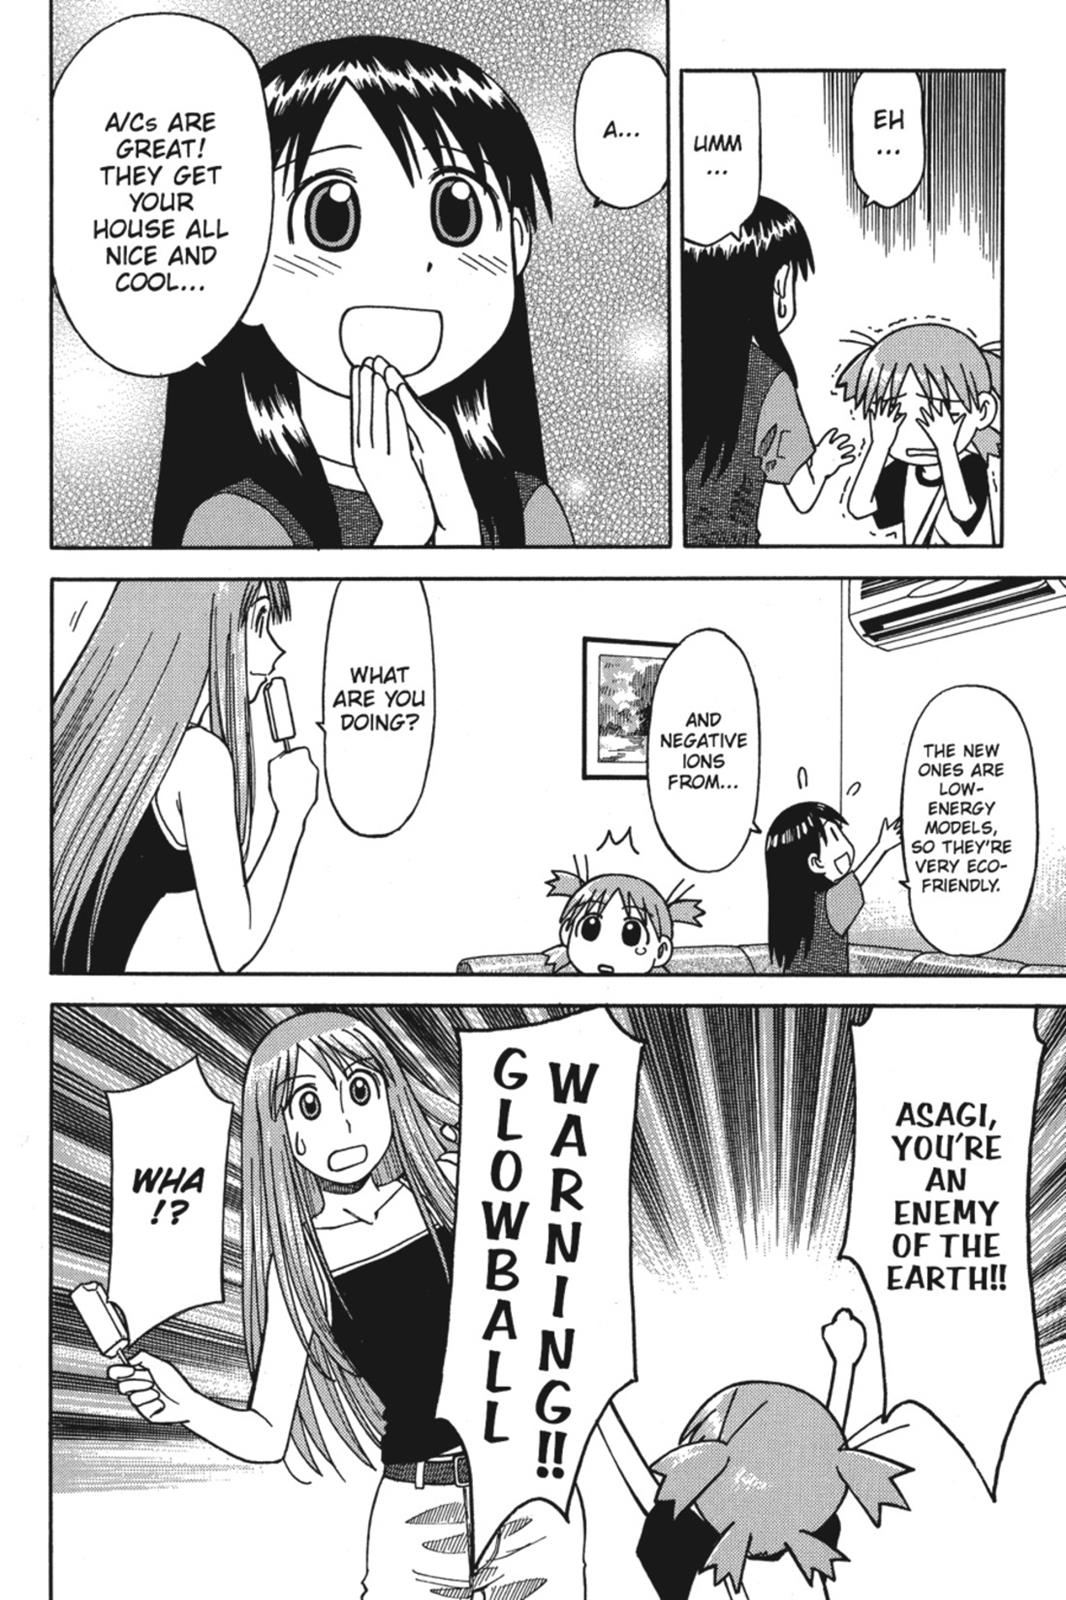 EH
...
UMM
...
A...
A/Cs ARE
GREAT!
THEY GET
YOUR
HOUSE ALL
NICE AND
COOL...
THE NEW
ONES ARE
LOW-
ENERGY
MODELS,
SO THEY'RE
VERY ECO-
FRIENDLY.
AND
NEGATIVE
IONS
FROM...
WHAT
ARE YOU
DOING?
ASAGI,
YOU'RE
AN
ENEMY
OF THE
EARTH!!
WARNING!!
GLOWBALL
WHA
!?